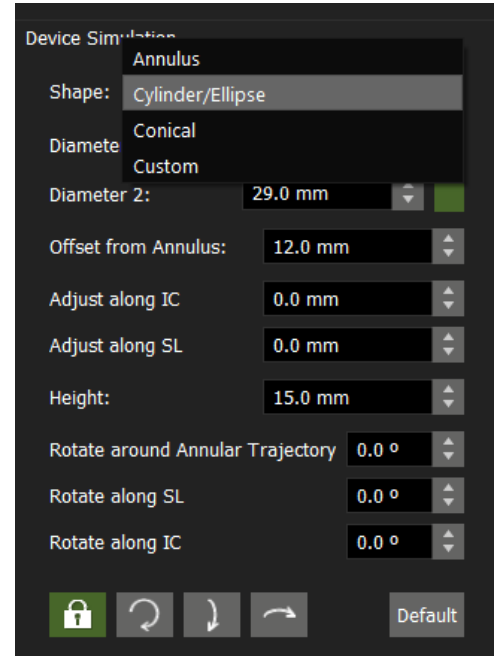 Device Simulation
Annulus
Shape: Cylinder/Ellipse
Conical
Diamete
Custom
Diameter 2: 29.0 mm
Offset from Annulus: 12.0 mm
Adjust along IC 0.0 mm
Adjust along SL 0.0 mm
Height: 15.0 mm
Rotate around Annular Trajectory 0.0 º
Rotate along SL 0.0 º
Rotate along IC 0.0 º
Default